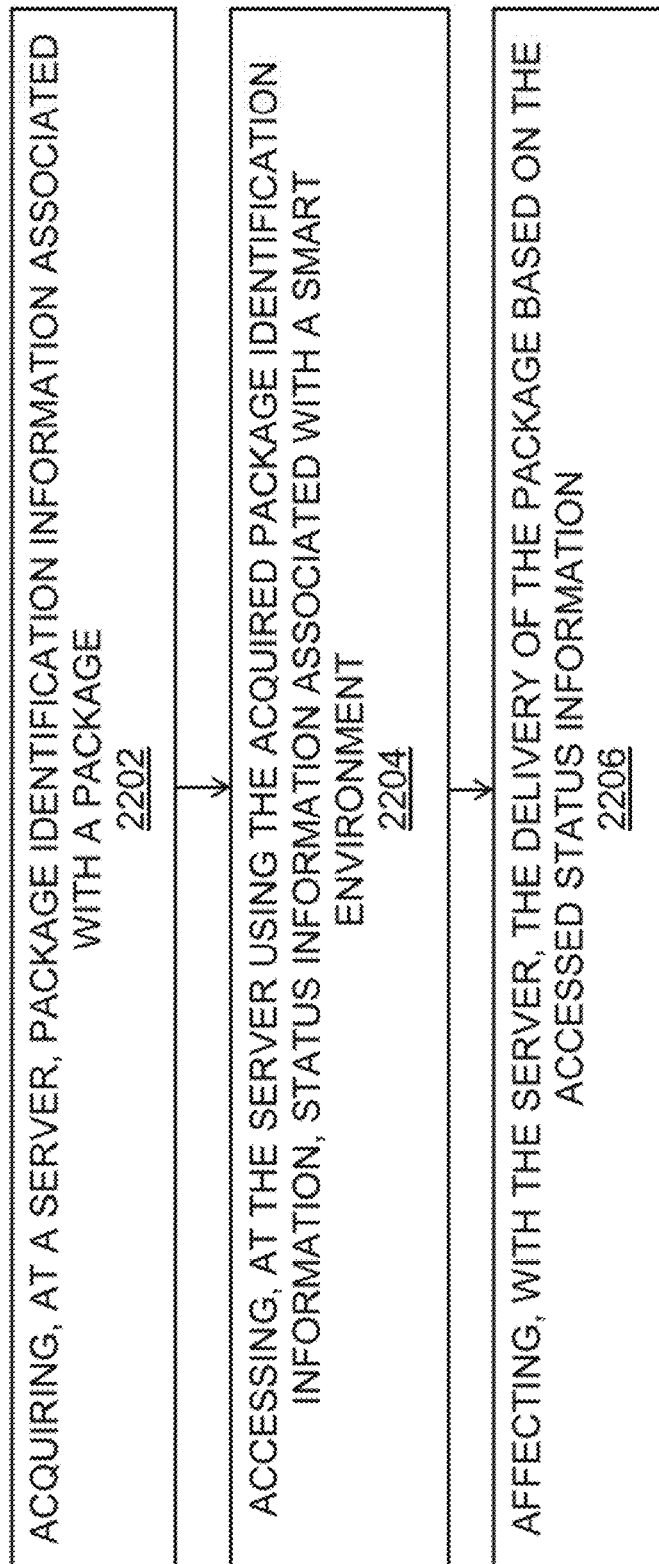 ACQUIRING, AT A SERVER, PACKAGE IDENTIFICATION INFORMATION ASSOCIATED
WITH A PACKAGE
2202
ACCESSING, AT THE SERVER USING THE ACQUIRED PACKAGE IDENTIFICATION
INFORMATION, STATUS INFORMATION ASSOCIATED WITH A SMART
ENVIRONMENT
2204
AFFECTING, WITH THE SERVER, THE DELIVERY OF THE PACKAGE BASED ON THE
ACCESSED STATUS INFORMATION
2206